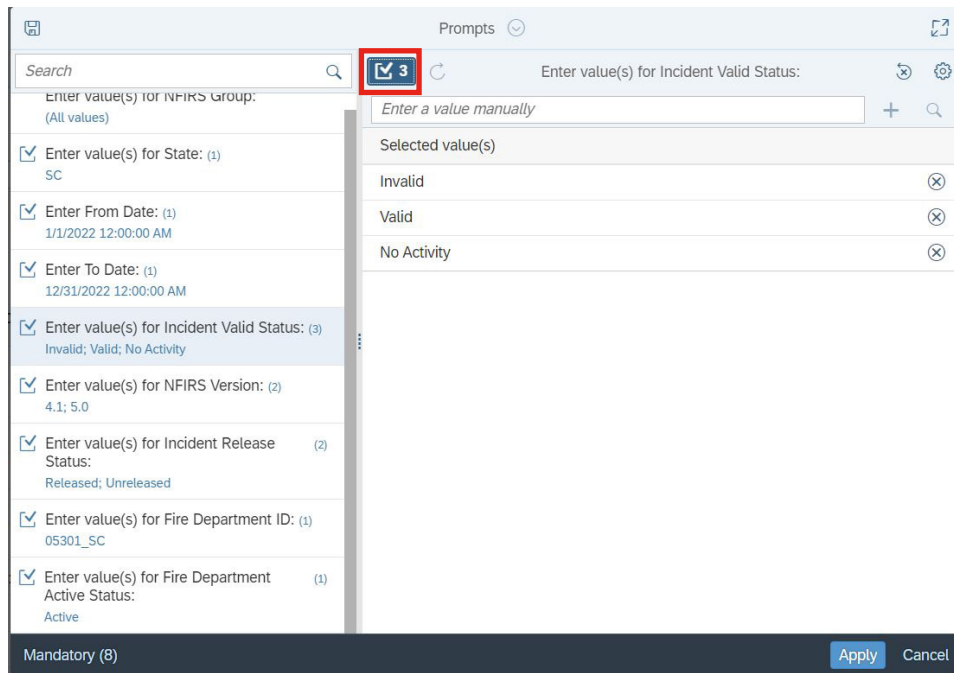 Prompts
Search
3
Enter value(s) for Incident Valid Status:
Enter value(s) for NFIRS Group:
(All values)
Enter value(s) for State: (1)
SC
Enter From Date: (1)
1/1/2022 12:00:00 AM
Enter To Date: (1)
12/31/2022 12:00:00 AM
Enter value(s) for Incident Valid Status: (3)
Invalid; Valid; No Activity
Enter value(s) for NFIRS Version: (2)
4.1; 5.0
Enter value(s) for Incident Release (2)
Status:
Released; Unreleased
Enter value(s) for Fire Department ID: (1)
05301_SC
Enter value(s) for Fire Department (1)
Active Status:
Active
Enter a value manually
Selected value(s)
Invalid
Valid
No Activity
Mandatory (8)
Apply Cancel